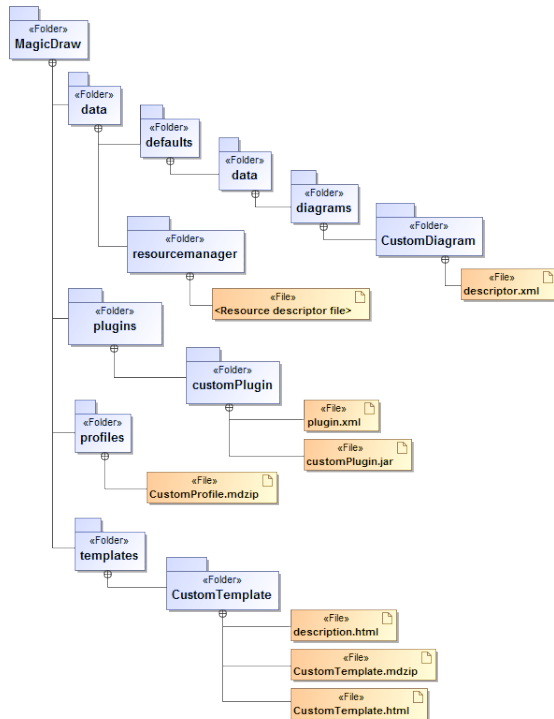 «Folder»
MagicDraw
«Folder»
data
«Folder»
defaults
«Folder»
data
«Folder»
diagrams
«Folder»
CustomDiagram
«File»
descriptor.xml
«Folder»
resourcemanager
«File»
<Resource descriptor file>
«Folder»
plugins
«Folder»
customPlugin
«File»
plugin.xml
«File»
customPlugin.jar
«Folder»
profiles
«File»
CustomProfile.mdzip
«Folder»
templates
«Folder»
CustomTemplate
«File»
description.html
«File»
CustomTemplate.mdzip
«File»
CustomTemplate.html